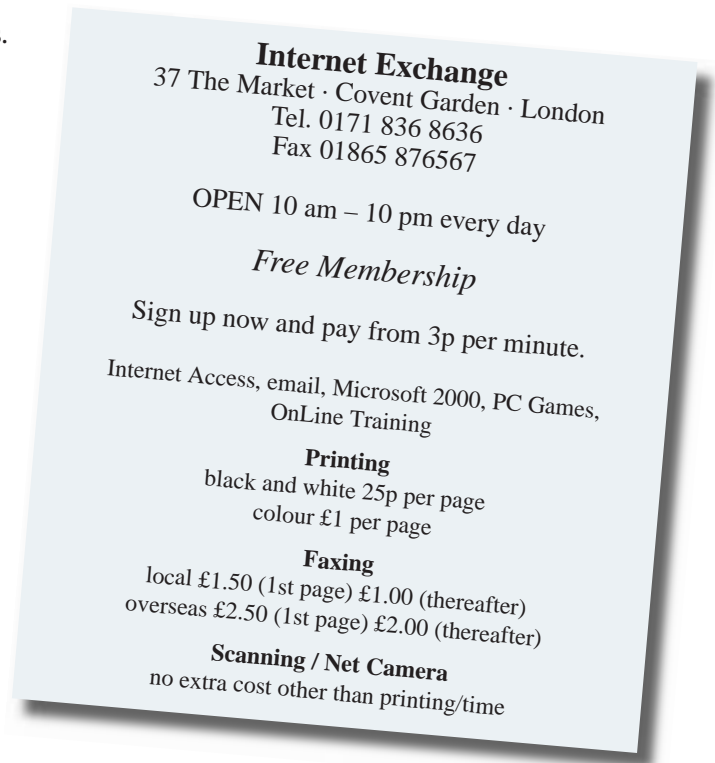 Internet Exchange
37 The Market · Covent Garden · London
Tel. 0171 836 8636
Fax 01865 876567
OPEN 10 am – 10 pm every day
Free Membership
Sign up now and pay from 3p per minute.
Internet Access, email, Microsoft 2000, PC Games,
OnLine Training
Printing
black and white 25p per page
colour £1 per page
Faxing
local £1.50 (1st page) £1.00 (thereafter)
overseas £2.50 (1st page) £2.00 (thereafter)
Scanning / Net Camera
no extra cost other than printing/time